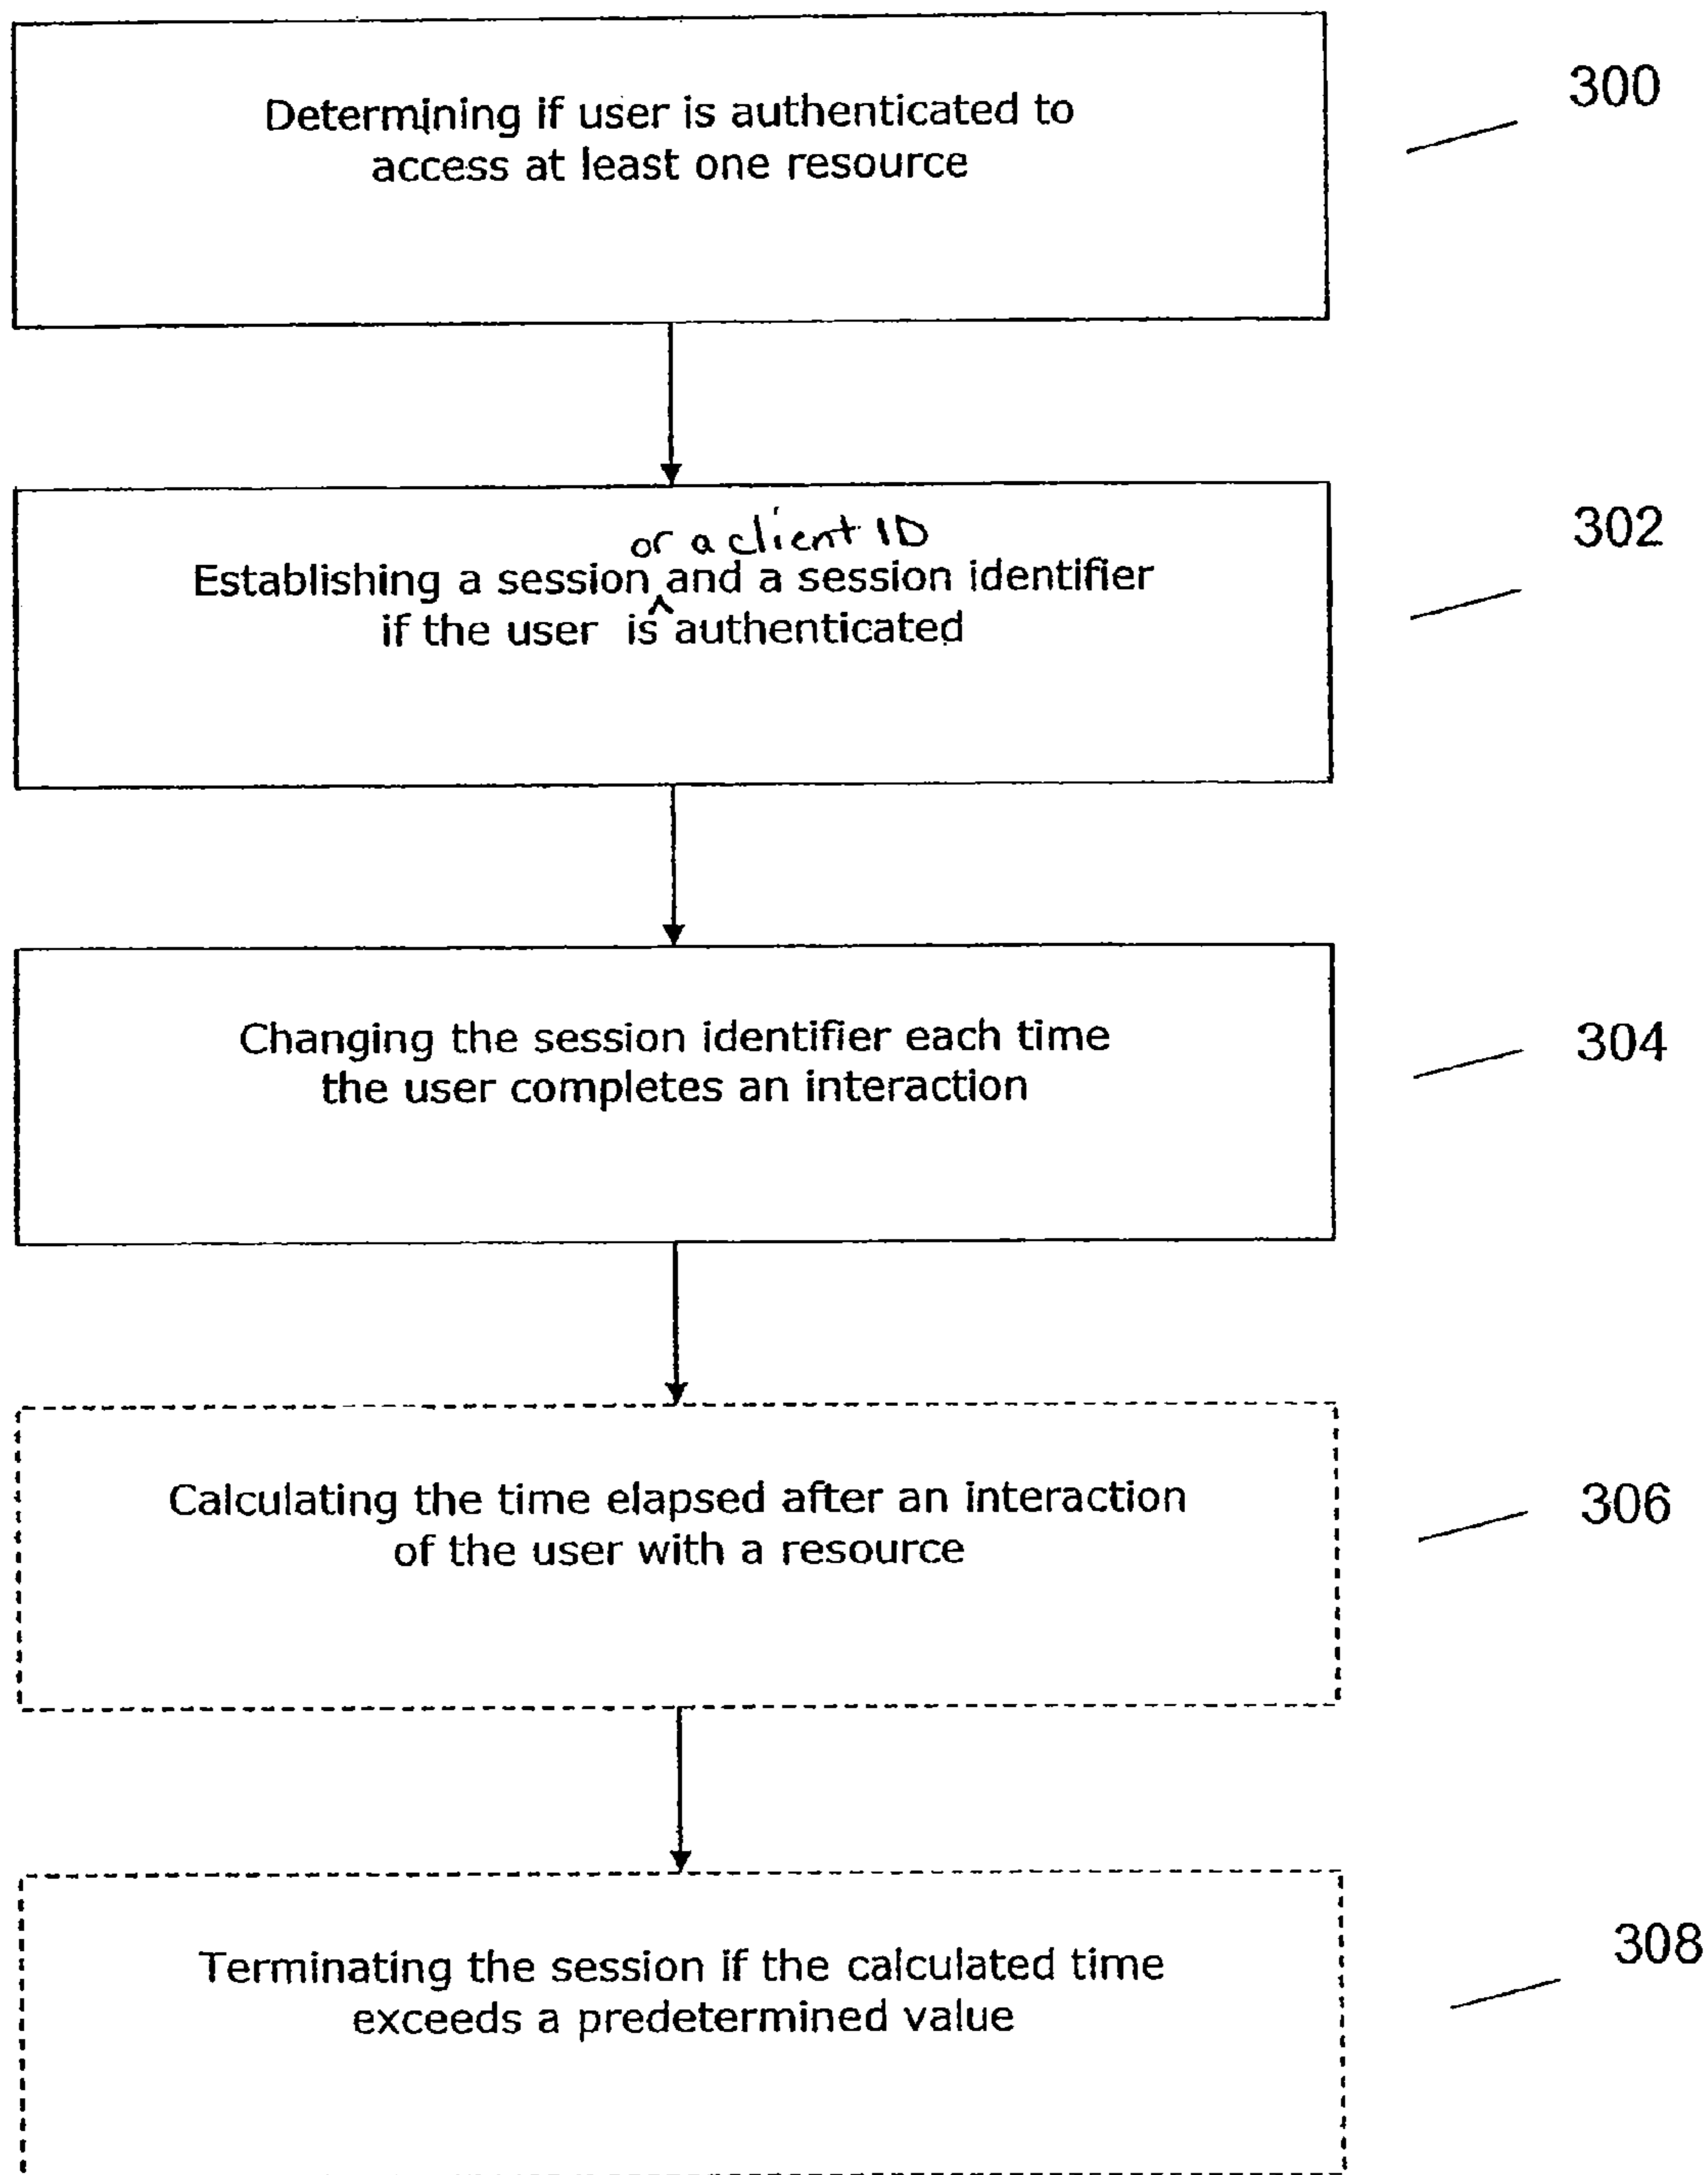 Determining if user is authenticated to
access at least one resource
300
or a client ID
Establishing a session ^ and a session identifier
if the user is authenticated
302
Changing the session identifier each time
the user completes an interaction
304
Calculating the time elapsed after an interaction
of the user with a resource
306
Terminating the session if the calculated time
exceeds a predetermined value
308